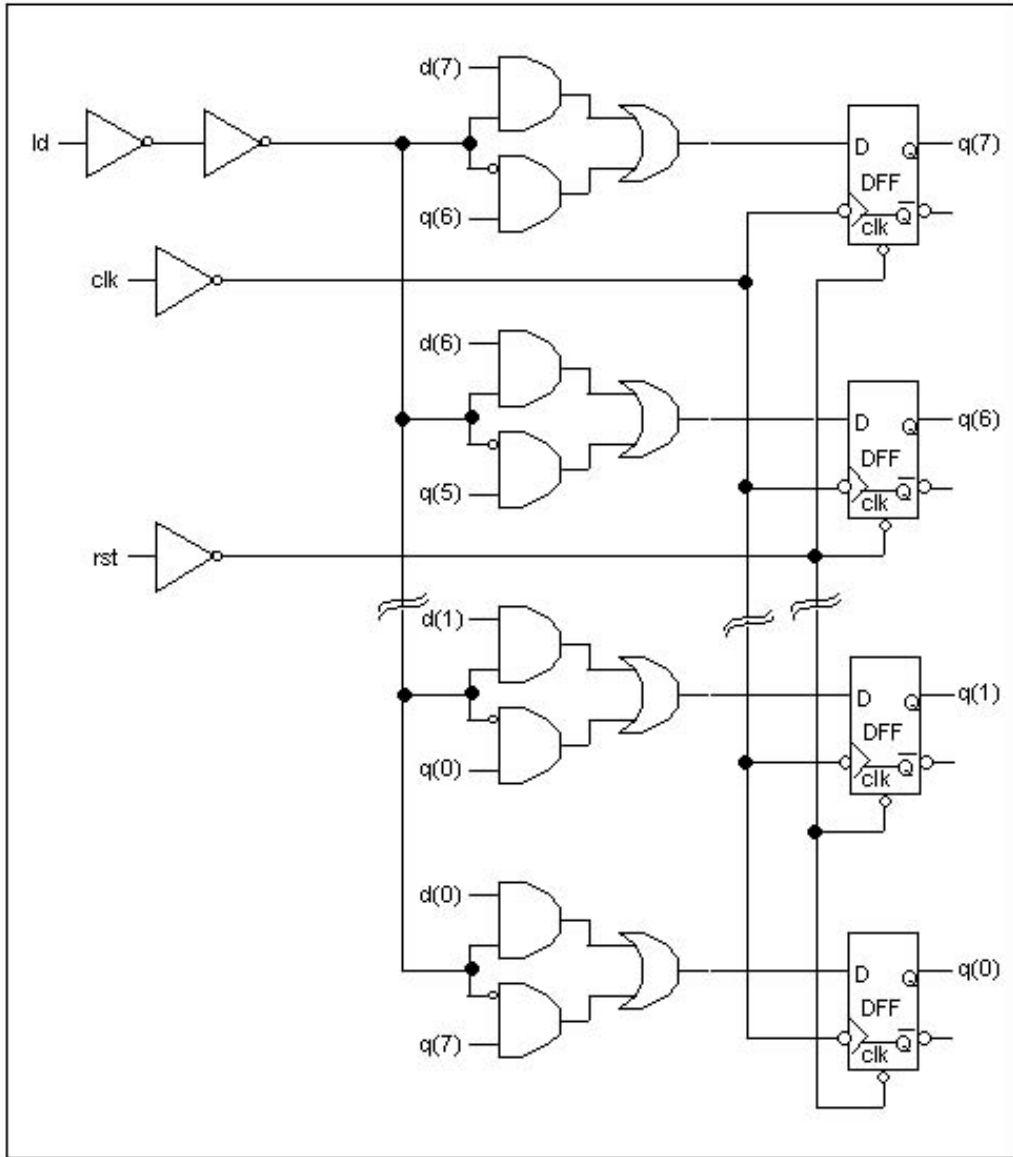 d(7)
ld
D Q
q(7)
DFF
q(6)
clk Q
clk
d(6)
D Q
q(6)
DFF
q(5)
clk Q
rst
d(1)
D Q
q(1)
DFF
q(0)
clk Q
d(0)
D Q
q(0)
DFF
q(7)
clk Q